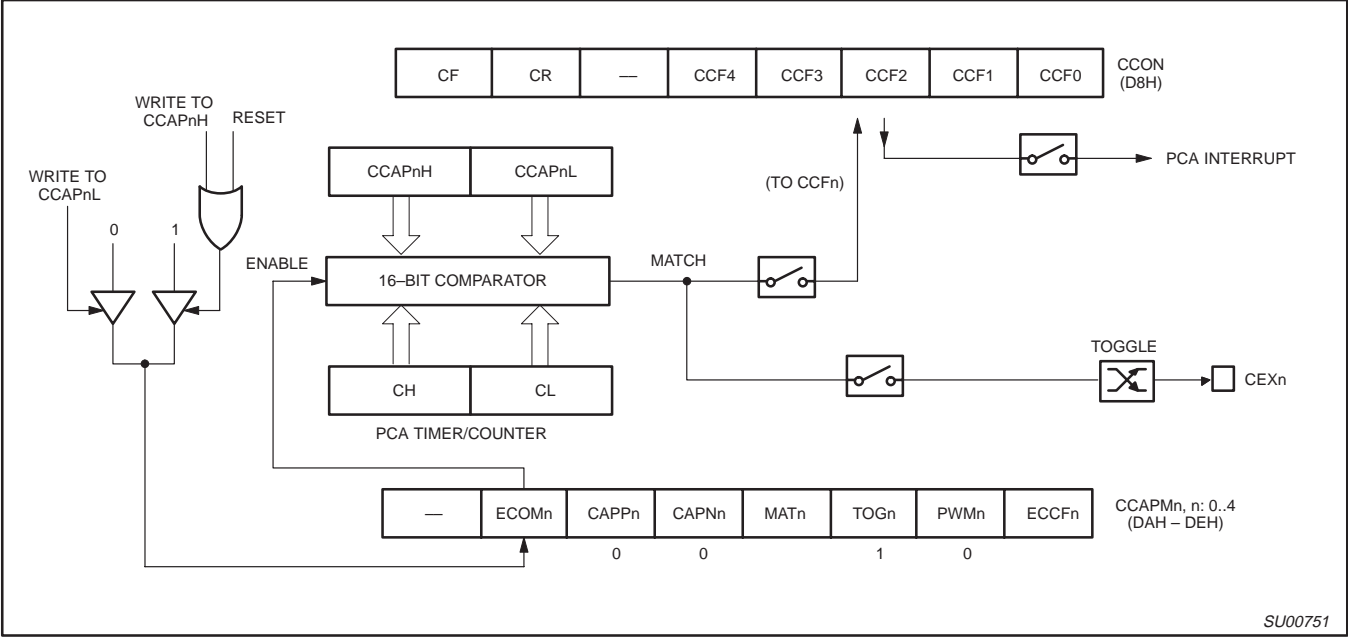 CF CR — CCF4 CCF3 CCF2 CCF1 CCF0
CCON
(D8H)
WRITE TO
CCAPnH
RESET
WRITE TO
CCAPnL
0 1
CCAPnH CCAPnL
(TO CCFn)
PCA INTERRUPT
ENABLE
16–BIT COMPARATOR
MATCH
CH CL
PCA TIMER/COUNTER
TOGGLE
CEXn
— ECOMn CAPPn CAPNn MATn TOGn PWMn ECCFn
CCAPMn, n: 0..4
(DAH – DEH)
0 0 1 0
SU00751